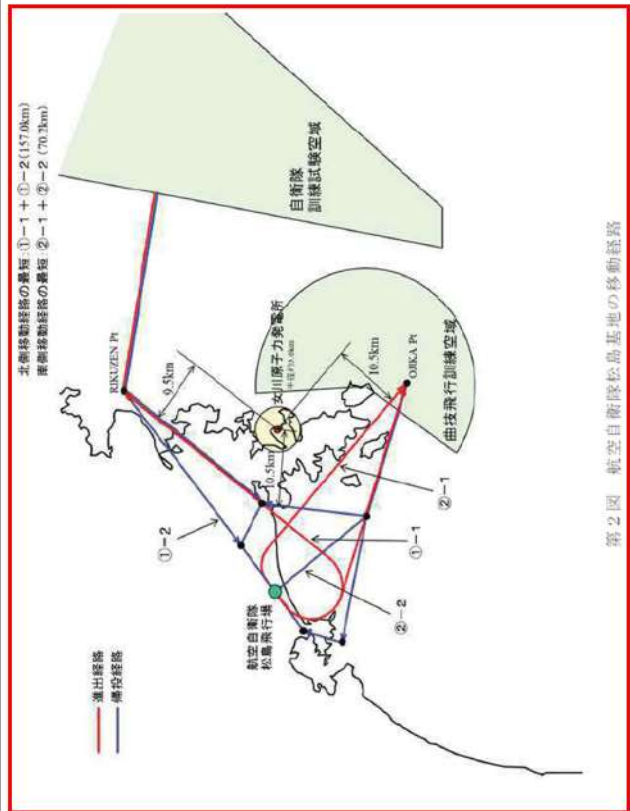 北側移動経路の最短:①-1 + ①-2 (157.0km)
南側移動経路の最短:②-1 + ②-2 (70.2km)
進出経路
帰投経路
RIKUZEN Pt
9.5km
①-2
航空自衛隊
松島飛行場
10.5km
女川原子力発電所
自衛隊
訓練試験空域
10.5km
OJIKA Pt
曲技飛行訓練空域
②-1
①-1
②-2
第2図 航空自衛隊松島基地の移動経路